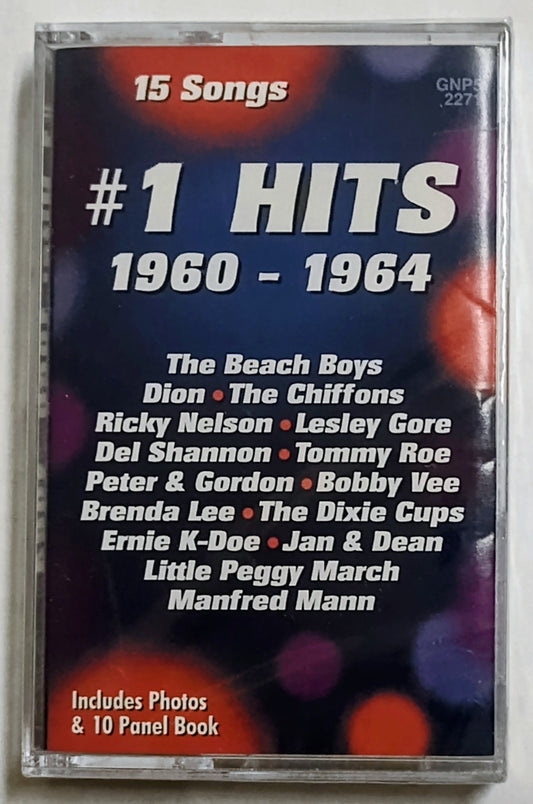 15 Songs
GNP5
2271
#1 HITS
1960 - 1964
The Beach Boys
Dion • The Chiffons
Ricky Nelson • Lesley Gore
Del Shannon • Tommy Roe
Peter & Gordon • Bobby Vee
Brenda Lee • The Dixie Cups
Ernie K-Doe • Jan & Dean
Little Peggy March
Manfred Mann
Includes Photos
& 10 Panel Book